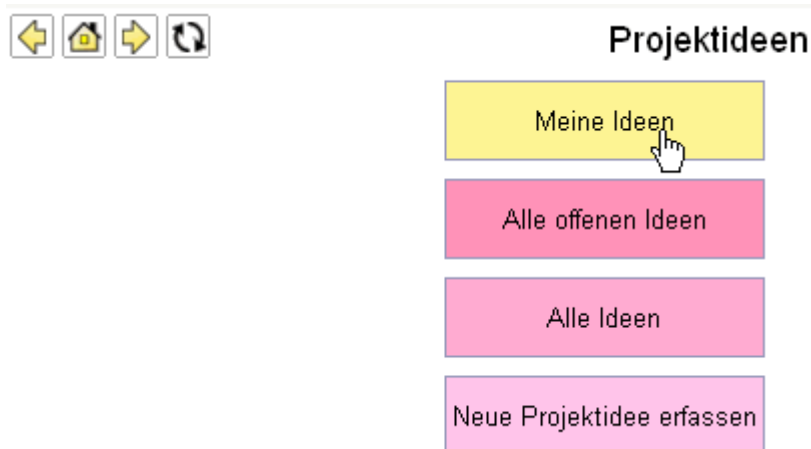 Projektideen
Meine Ideen
Alle offenen Ideen
Alle Ideen
Neue Projektidee erfassen